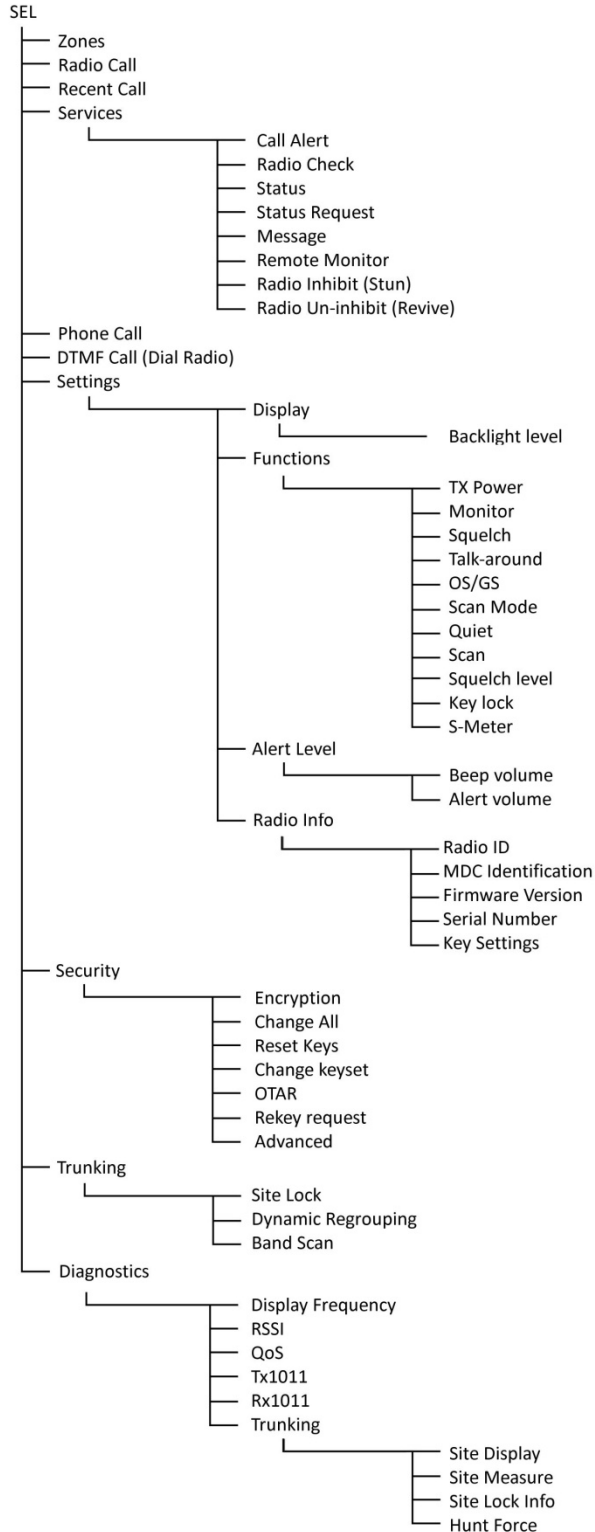 SEL
Zones
Radio Call
Recent Call
Services
Call Alert
Radio Check
Status
Status Request
Message
Remote Monitor
Radio Inhibit (Stun)
Radio Un-inhibit (Revive)
Phone Call
DTMF Call (Dial Radio)
Settings
Display
Backlight level
Functions
TX Power
Monitor
Squelch
Talk-around
OS/GS
Scan Mode
Quiet
Scan
Squelch level
Key lock
S-Meter
Alert Level
Beep volume
Alert volume
Radio Info
Radio ID
MDC Identification
Firmware Version
Serial Number
Key Settings
Security
Encryption
Change All
Reset Keys
Change keyset
OTAR
Rekey request
Advanced
Trunking
Site Lock
Dynamic Regrouping
Band Scan
Diagnostics
Display Frequency
RSSI
QoS
Tx1011
Rx1011
Trunking
Site Display
Site Measure
Site Lock Info
Hunt Force